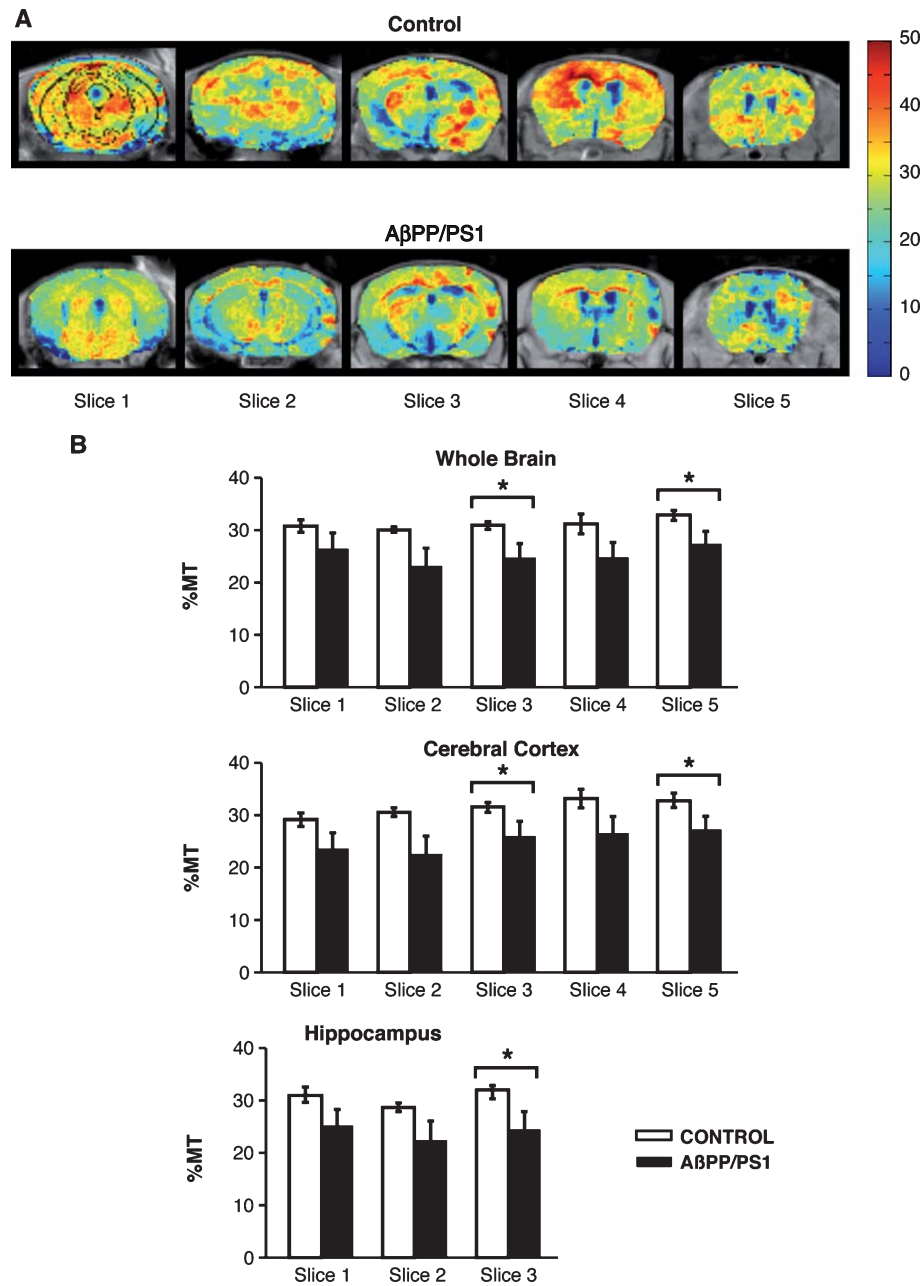 A
Control
50
40
30
20
10
0
AβPP/PS1
Slice 1 Slice 2 Slice 3 Slice 4 Slice 5
B
Whole Brain
%MT
40
30
20
10
0
* *
Slice 1 Slice 2 Slice 3 Slice 4 Slice 5
Cerebral Cortex
%MT
40
30
20
10
0
* *
Slice 1 Slice 2 Slice 3 Slice 4 Slice 5
Hippocampus
%MT
40
30
20
10
0
*
Slice 1 Slice 2 Slice 3
CONTROL
AβPP/PS1